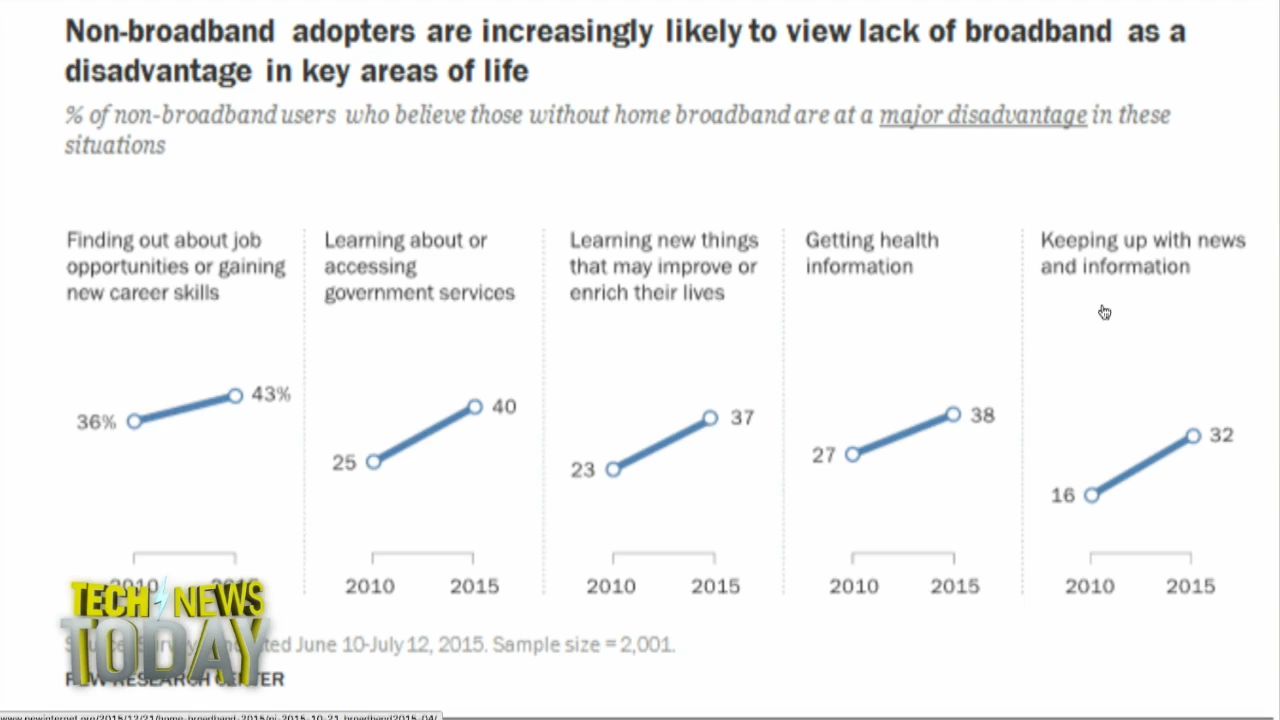 Non-broadband adopters are increasingly likely to view lack of broadband as a
disadvantage in key areas of life
% of non-broadband users who believe those without home broadband are at a major disadvantage in these
situations
Finding out about job
opportunities or gaining
new career skills
Learning about or
accessing
government services
Learning new things
that may improve or
enrich their lives
Getting health
information
Keeping up with news
and information
36%
43%
25
40
23
37
27
38
16
32
2010
2010 2015
2010 2015
2010 2015
2010 2015
TECH NEWS
TODAY
June 10-July 12, 2015. Sample size = 2,001.
PEW RESEARCH CENTER